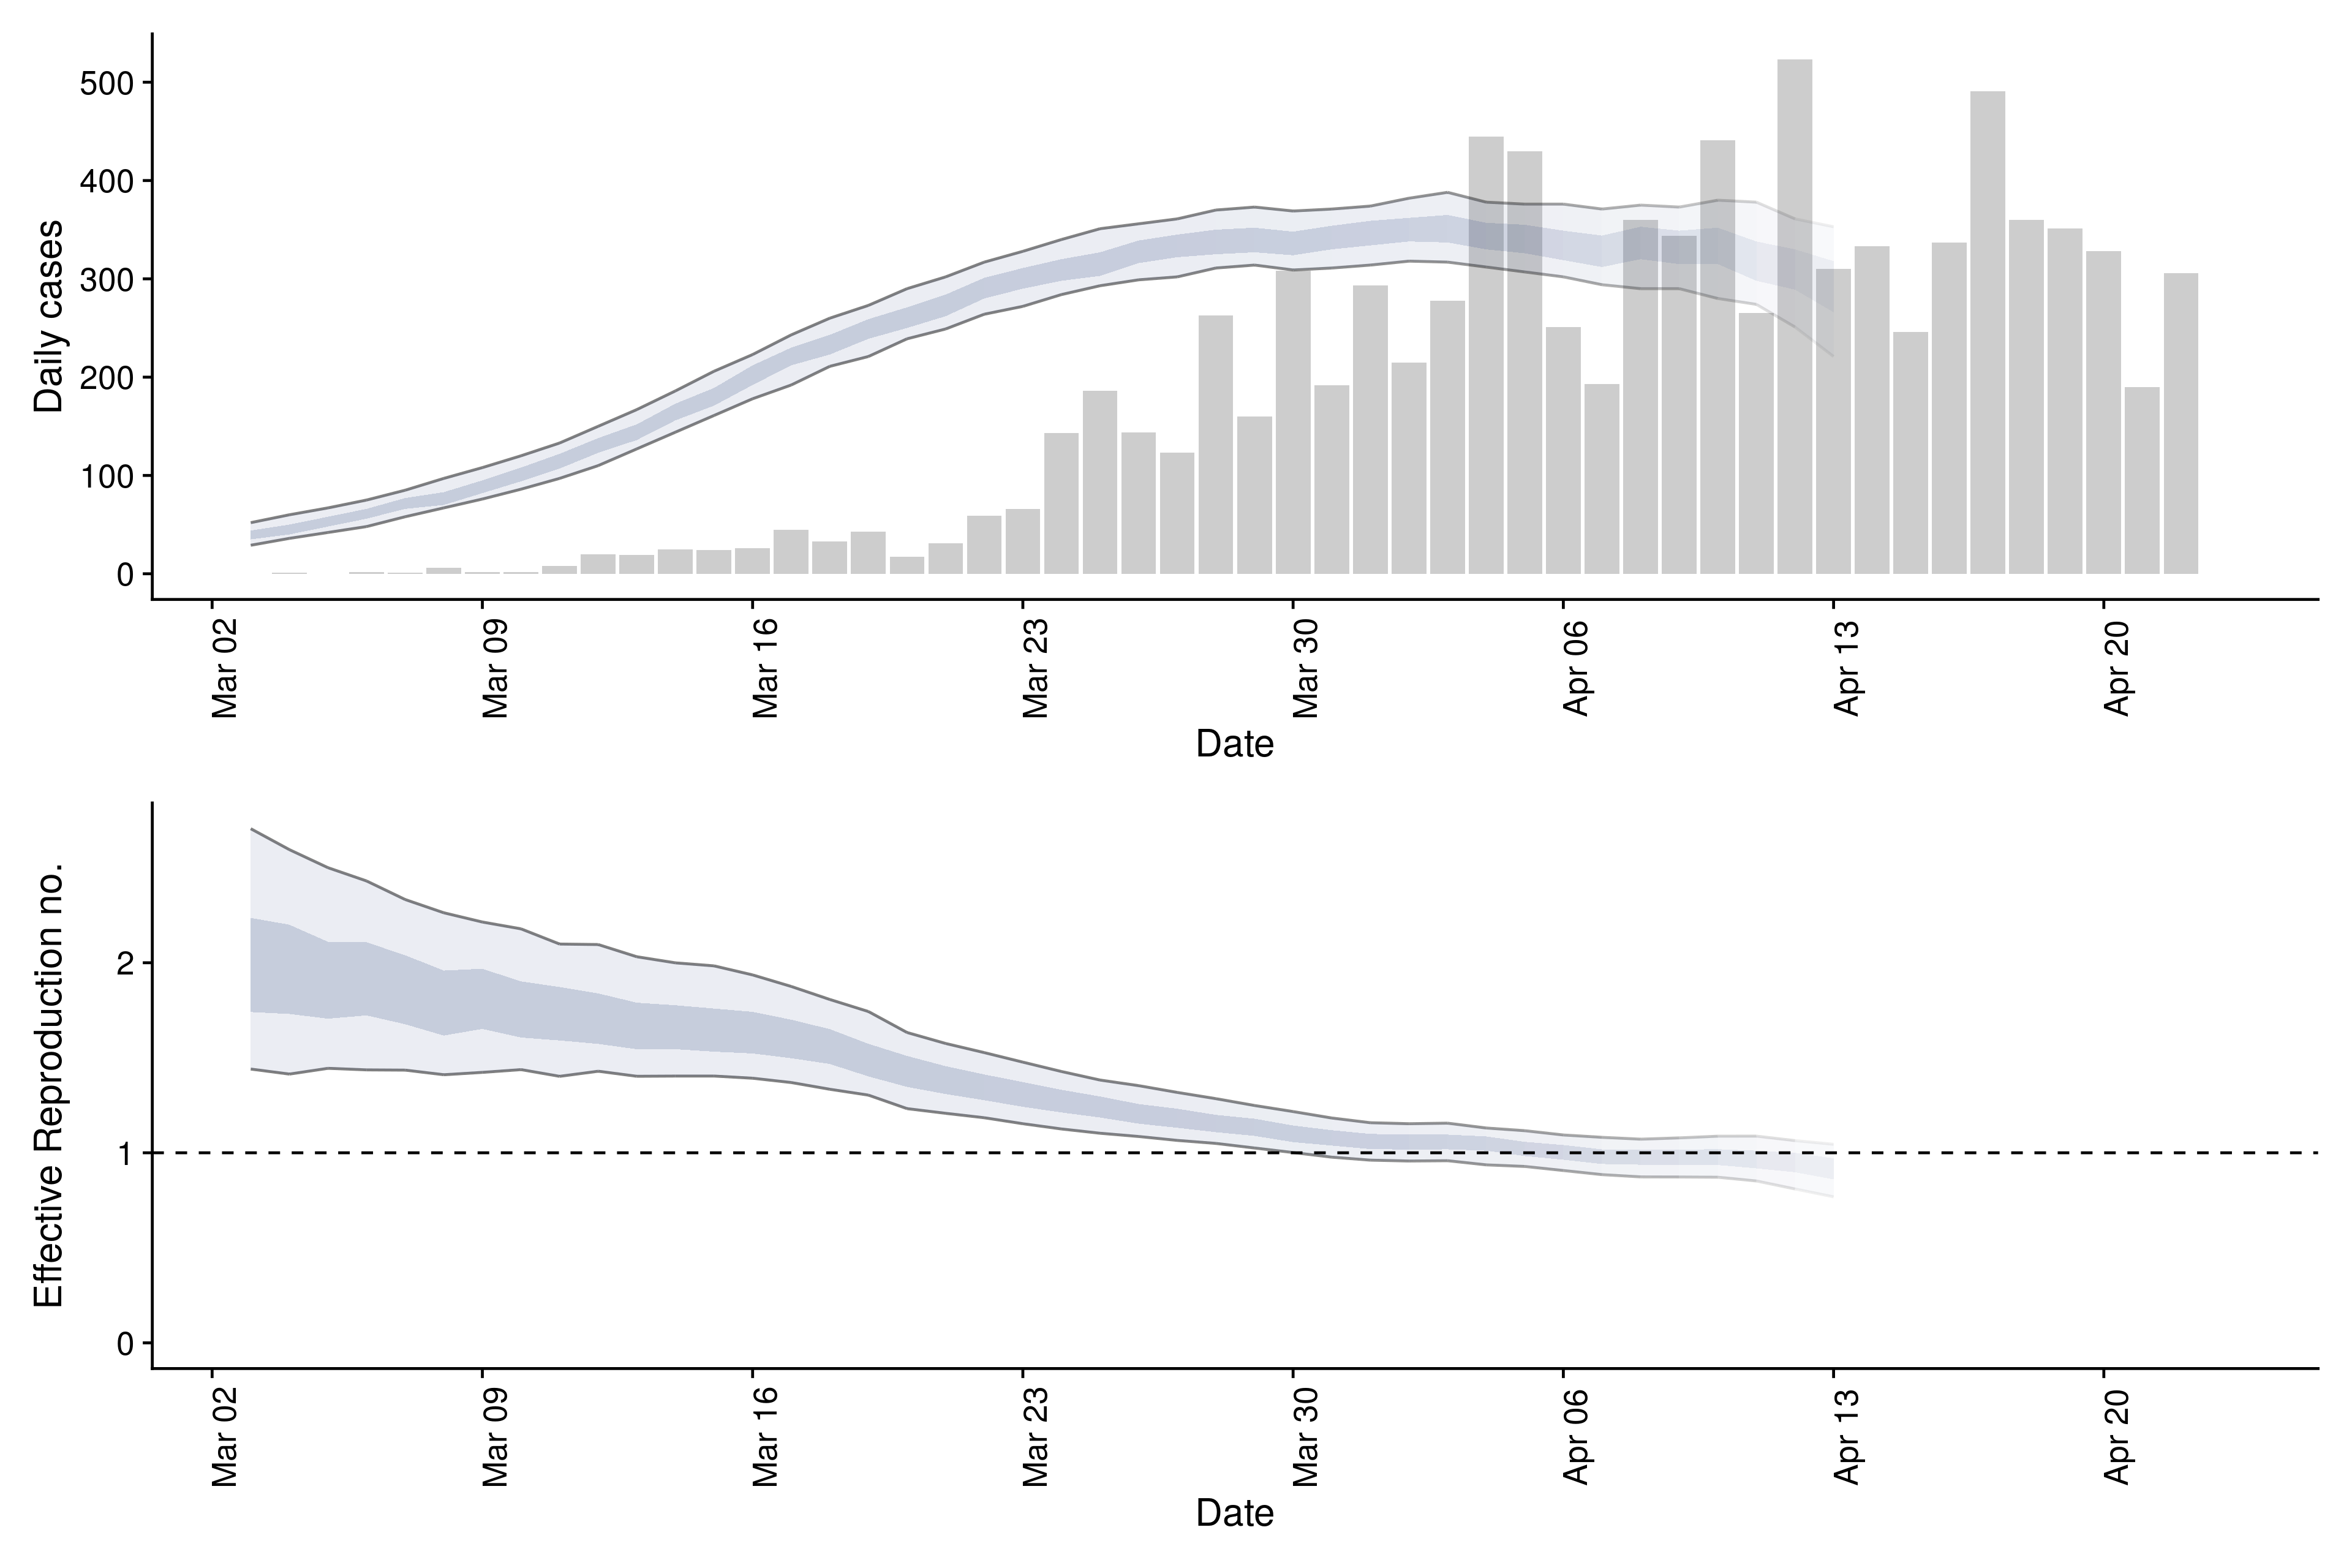 Daily cases
500
400
300
200
100
0
Mar 02
Mar 09
Mar 16
Mar 23
Mar 30
Apr 06
Apr 13
Apr 20
Date
Effective Reproduction no.
2
1
0
Mar 02
Mar 09
Mar 16
Mar 23
Mar 30
Apr 06
Apr 13
Apr 20
Date